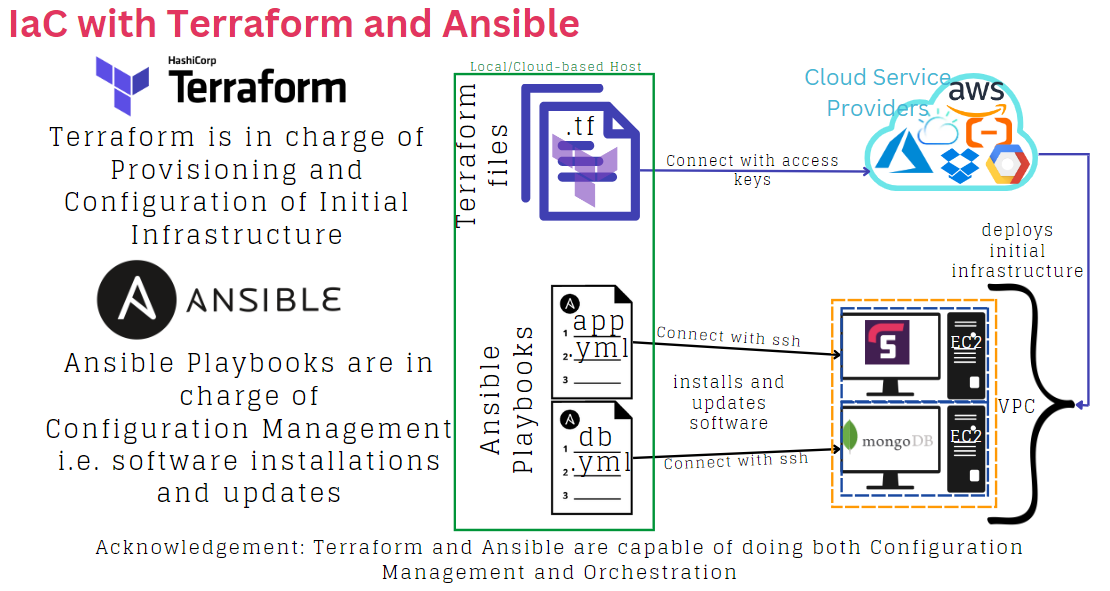 IaC with Terraform and Ansible
HashiCorp
Terraform
Terraform is in charge of
Provisioning and
Configuration of Initial
Infrastructure
ANSIBLE
Ansible Playbooks are in
charge of
Configuration Management
i.e. software installations
and updates
Local/Cloud-based Host
Terraform
files
.tf
Connect with access
keys
Cloud Service
Providers
aws
deploys
initial
infrastructure
Ansible
Playbooks
1 app
2. yml
3
1 db
2. yml
3
Connect with ssh
installs and
updates
software
Connect with ssh
S
EC2
mongoDB
EC2
VPC
Acknowledgement: Terraform and Ansible are capable of doing both Configuration
Management and Orchestration